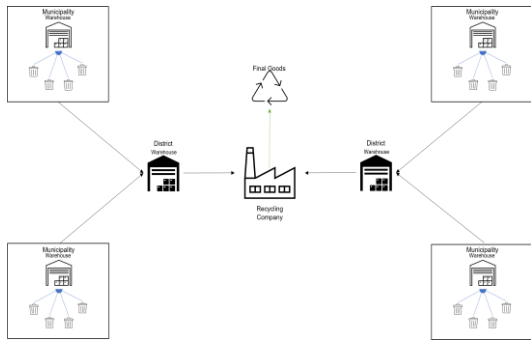 Municipality
Warehouse
Municipality
Warehouse
Final Goods
District
Warehouse
District
Warehouse
Recycling
Company
Municipality
Warehouse
Municipality
Warehouse